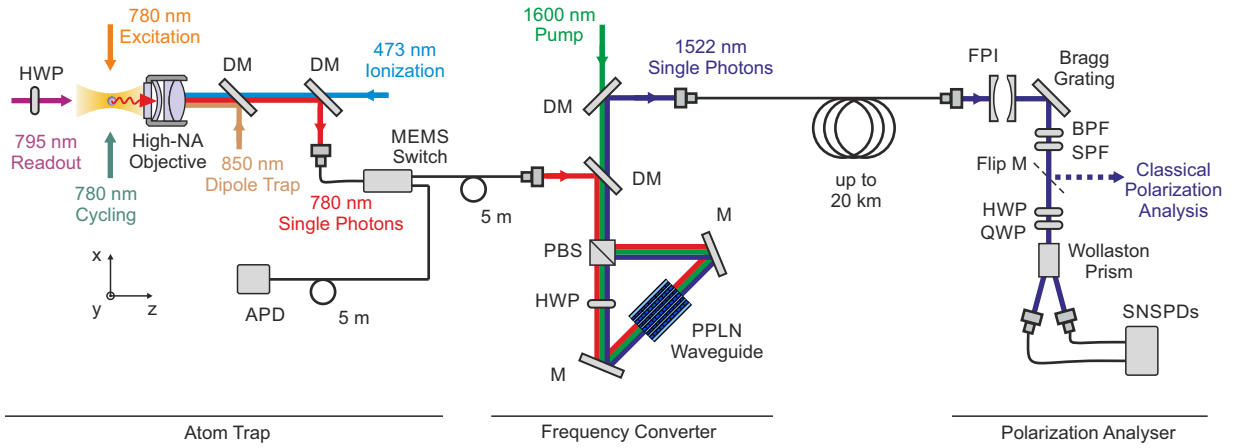 780 nm
Excitation
HWP
795 nm
Readout
780 nm
Cycling
High-NA
Objective
DM
DM
473 nm
Ionization
850 nm
Dipole Trap
MEMS
Switch
780 nm
Single Photons
5 m
APD
5 m
x
y
z
Atom Trap
1600 nm
Pump
1522 nm
Single Photons
DM
DM
PBS
M
HWP
PPLN
Waveguide
M
Frequency Converter
up to
20 km
FPI
Bragg
Grating
BPF
SPF
Flip M
Classical
Polarization
Analysis
HWP
QWP
Wollaston
Prism
SNSPDs
Polarization Analyser